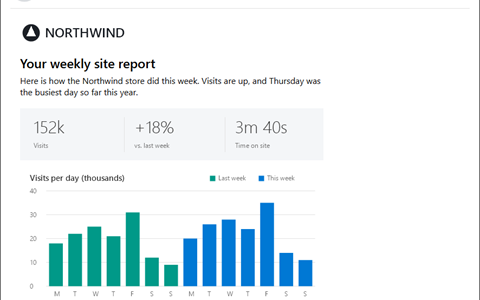 NORTHWIND
Your weekly site report
Here is how the Northwind store did this week. Visits are up, and Thursday was
the busiest day so far this year.
152k +18% 3m 40s
Visits vs. last week Time on site
Visits per day (thousands) Last week This week
40
30
20
10
0
M T W T F S S M T W T F S S